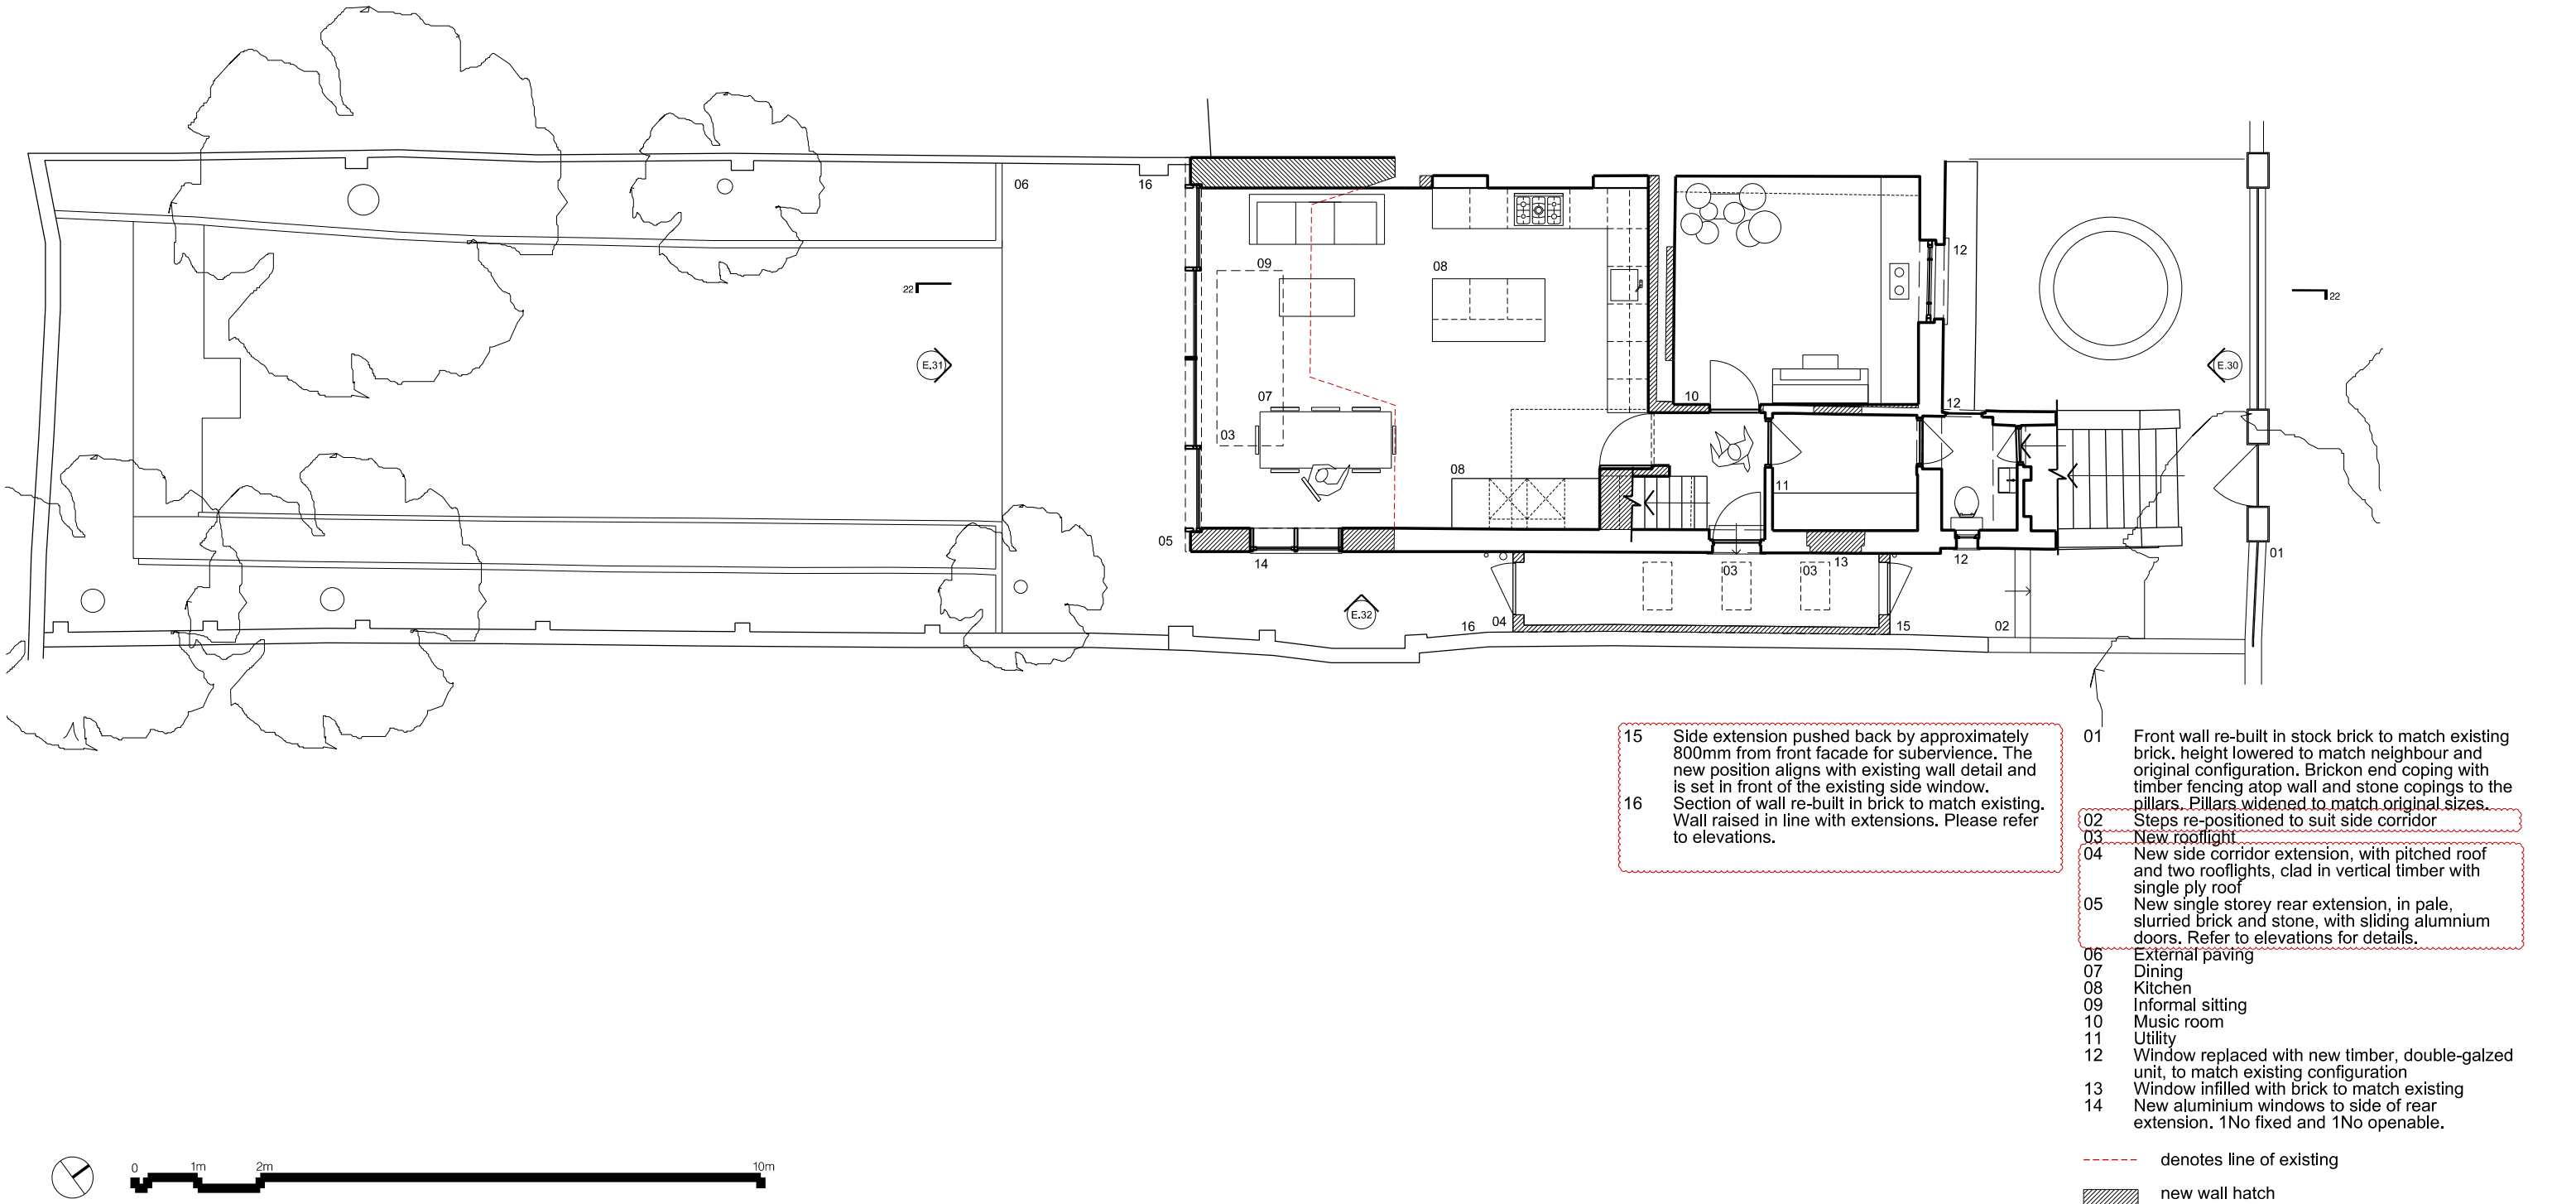 06
16
09
08
12
22
22
E.31
E.30
07
10
12
03
08
11
05
14
03
03
13
12
01
E.32
16
04
15
02
15 Side extension pushed back by approximately
800mm from front facade for subervience. The
new position aligns with existing wall detail and
is set in front of the existing side window.
16 Section of wall re-built in brick to match existing.
Wall raised in line with extensions. Please refer
to elevations.
01 Front wall re-built in stock brick to match existing
brick. height lowered to match neighbour and
original configuration. Brickon end coping with
timber fencing atop wall and stone copings to the
pillars. Pillars widened to match original sizes.
02 Steps re-positioned to suit side corridor
03 New rooflight
04 New side corridor extension, with pitched roof
and two rooflights, clad in vertical timber with
single ply roof
05 New single storey rear extension, in pale,
slurried brick and stone, with sliding alumnium
doors. Refer to elevations for details.
06 External paving
07 Dining
08 Kitchen
09 Informal sitting
10 Music room
11 Utility
12 Window replaced with new timber, double-galzed
unit, to match existing configuration
13 Window infilled with brick to match existing
14 New aluminium windows to side of rear
extension. 1No fixed and 1No openable.
denotes line of existing
new wall hatch
0 1m 2m 10m